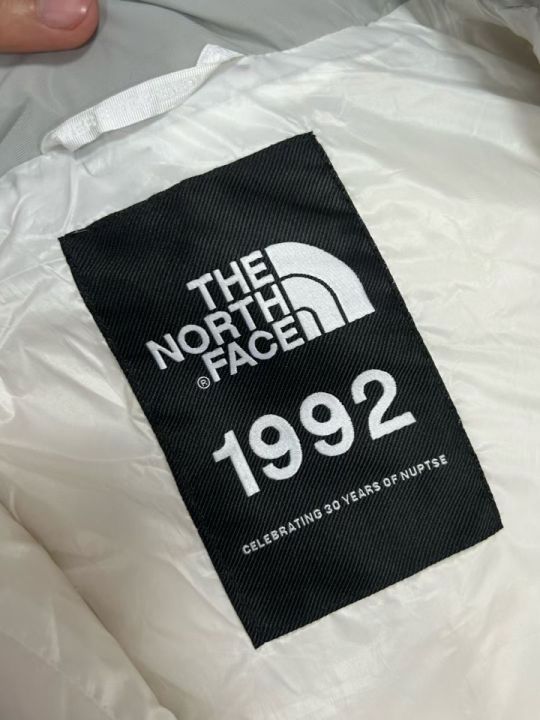 THE
NORTH
FACE
®
1992
CELEBRATING 30 YEARS OF NUPTSE